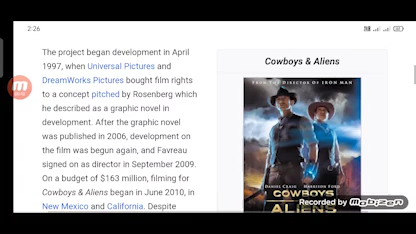 2:26
The project began development in April
1997, when Universal Pictures and
DreamWorks Pictures bought film rights
to a concept pitched by Rosenberg which
he described as a graphic novel in
development. After the graphic novel
was published in 2006, development on
the film was begun again, and Favreau
signed on as director in September 2009.
On a budget of $163 million, filming for
Cowboys & Aliens began in June 2010, in
New Mexico and California. Despite
Cowboys & Aliens
FROM THE DIRECTOR OF IRON MAN
DANIEL CRAIG HARRISON FORD
COWBOYS
ALIENS
Recorded by Mobizen